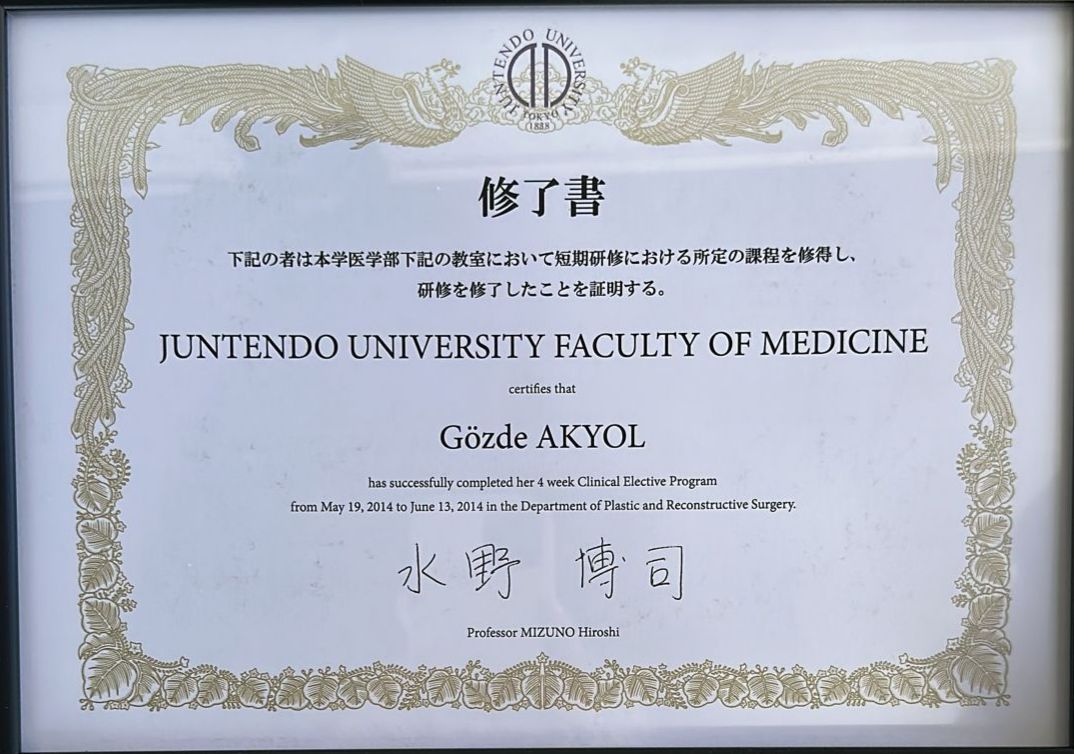 JUNTENDO UNIVERSITY
TOKYO
1838
修了書
下記の者は本学医学部下記の教室において短期研修における所定の課程を修得し、
研修を修了したことを証明する。
JUNTENDO UNIVERSITY FACULTY OF MEDICINE
certifies that
Gözde AKYOL
has successfully completed her 4 week Clinical Elective Program
from May 19, 2014 to June 13, 2014 in the Department of Plastic and Reconstructive Surgery.
水野 博司
Professor MIZUNO Hiroshi